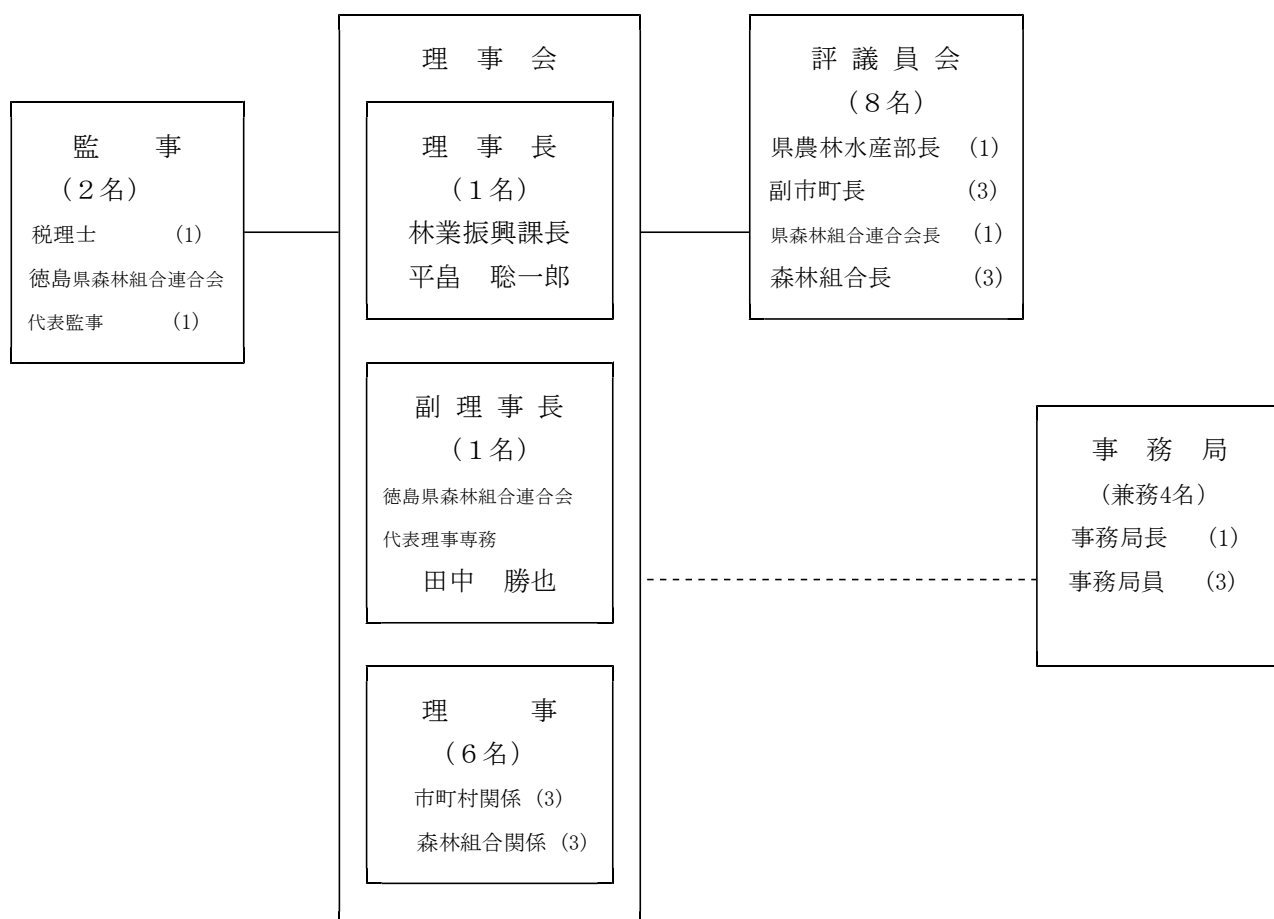 監　事
（２名）
税理士　(1)
徳島県森林組合連合会
代表監事　(1)
理　事　会
理　事　長
（１名）
林業振興課長
平畠　聡一郎
副 理 事 長
（１名）
徳島県森林組合連合会
代表理事専務
田中　勝也
理　事
（６名）
市町村関係 (3)
森林組合関係 (3)
評 議 員 会
（８名）
県農林水産部長　(1)
副市町長　(3)
県森林組合連合会長　(1)
森林組合長　(3)
事　務　局
（兼務4名）
事務局長　(1)
事務局員　(3)